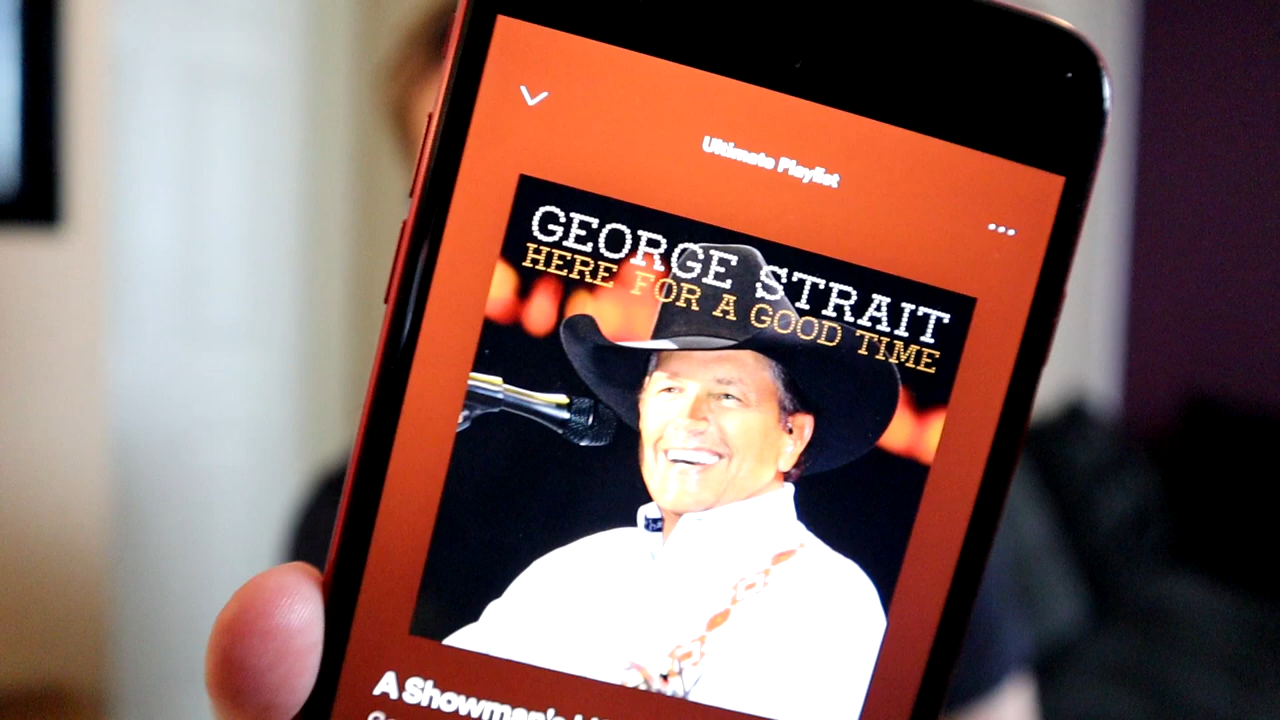 Ultimate Playlist
GEORGE STRAIT
HERE FOR A GOOD TIME
A Showman's